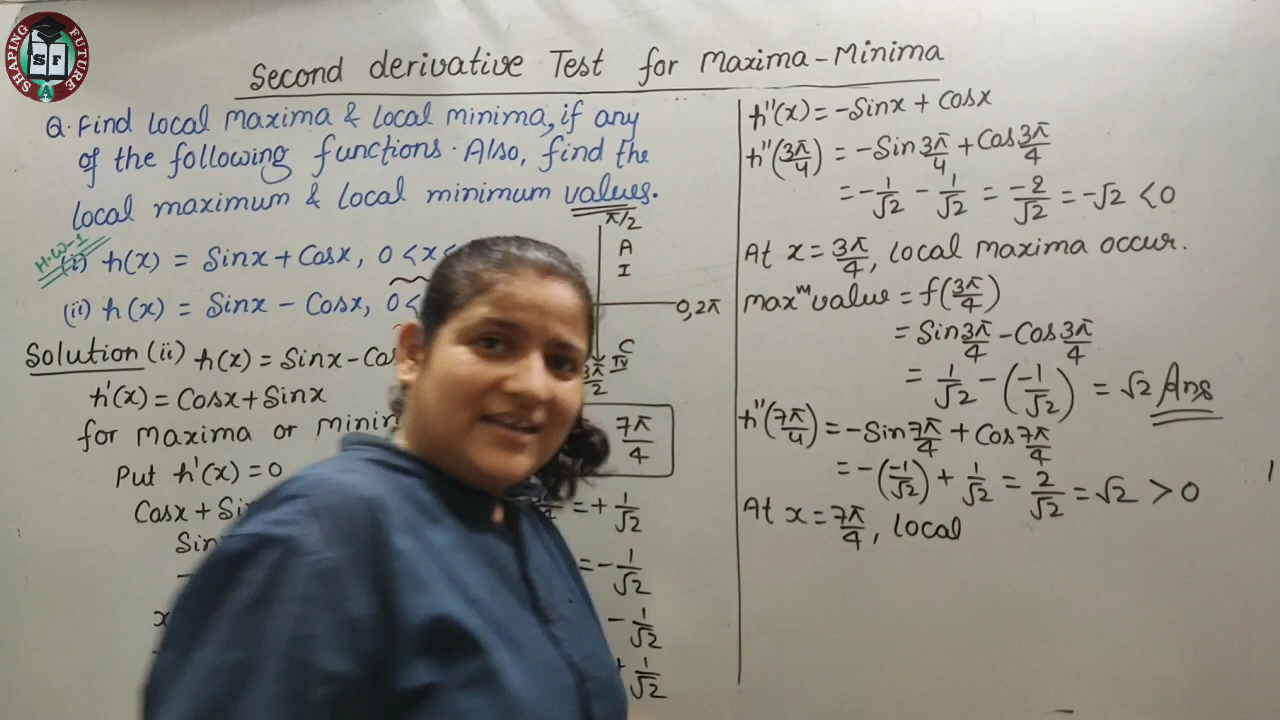 SHAPING FUTURE
SF
Second derivative Test for Maxima-Minima
Q. Find local maxima & local minima, if any
of the following functions. Also, find the
local maximum & local minimum values.
H.W-1
(i) h(x) = Sinx + Cosx, 0<x<
(ii) h(x) = Sinx - Cosx, 0<
Solution (ii) h(x) = Sinx - Cos
h'(x) = Cosx + Sinx
for maxima or minim
Put h'(x) = 0
Cosx + Sin
Sin
x
π/2
A
I
0,2π
C
IV
3π/2
7π/4
= + 1/√2
= - 1/√2
- 1/√2
+ 1/√2
h''(x) = -Sinx + Cosx
h''(3π/4) = -Sin 3π/4 + Cos 3π/4
= -1/√2 - 1/√2 = -2/√2 = -√2 < 0
At x = 3π/4, local maxima occur.
maxᵐ value = f(3π/4)
= Sin 3π/4 - Cos 3π/4
= 1/√2 - (-1/√2) = √2 Ans
h''(7π/4) = -Sin 7π/4 + Cos 7π/4
= -(-1/√2) + 1/√2 = 2/√2 = √2 > 0
At x = 7π/4, local